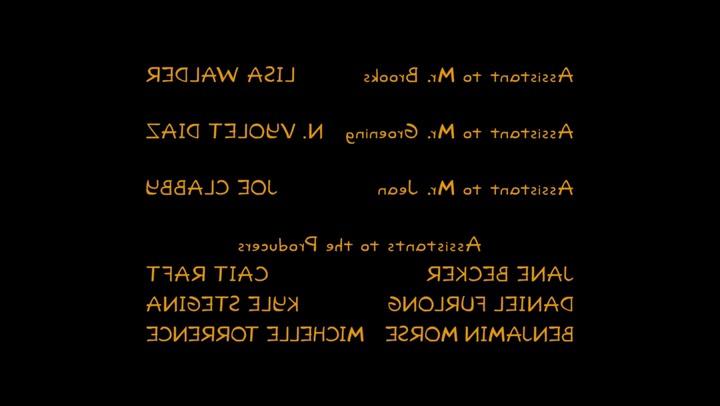 Assistant to Mr. Brooks LISA WALDER
Assistant to Mr. Groening N. VYOLET DIAZ
Assistant to Mr. Jean JOE CLABBY
Assistants to the Producers
JANE BECKER CAIT RAFT
DANIEL FURLONG KYLE STEGINA
BENJAMIN MORSE MICHELLE TORRENCE